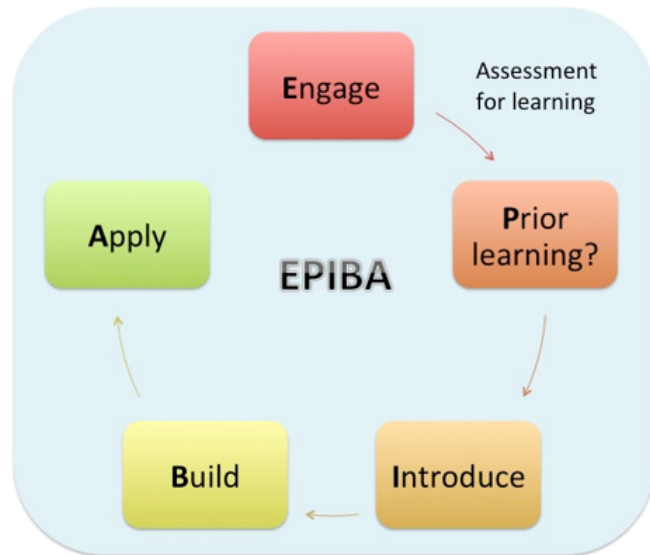 Engage
Assessment
for learning
Prior
learning?
Apply
EPIBA
Build
Introduce